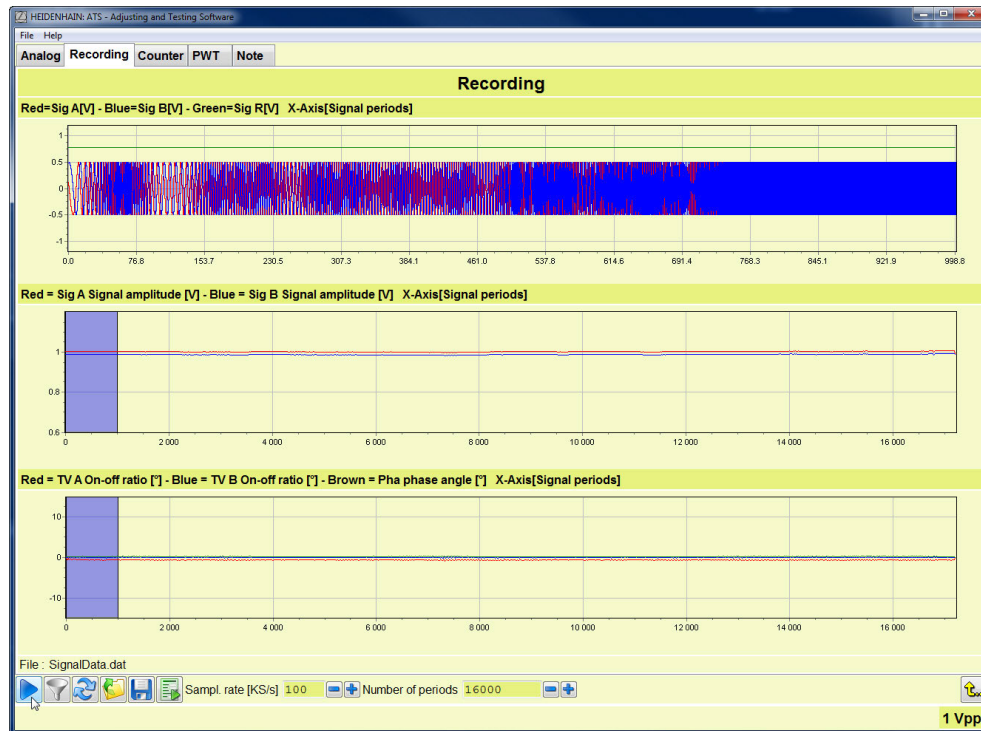 HEIDENHAIN: ATS - Adjusting and Testing Software
File Help
Analog Recording Counter PWT Note
Recording
Red=Sig A[V] - Blue=Sig B[V] - Green=Sig R[V] X-Axis[Signal periods]
1
0.5
0
-0.5
-1
0.0 76.8 153.7 230.5 307.3 384.1 461.0 537.8 614.6 691.4 768.3 845.1 921.9 998.8
Red = Sig A Signal amplitude [V] - Blue = Sig B Signal amplitude [V] X-Axis[Signal periods]
1
0.8
0.6
0 2 000 4 000 6 000 8 000 10 000 12 000 14 000 16 000
Red = TV A On-off ratio [°] - Blue = TV B On-off ratio [°] - Brown = Pha phase angle [°] X-Axis[Signal periods]
10
0
-10
0 2 000 4 000 6 000 8 000 10 000 12 000 14 000 16 000
File : SignalData.dat
Sampl. rate [KS/s] 100 Number of periods 16000
1 Vpp